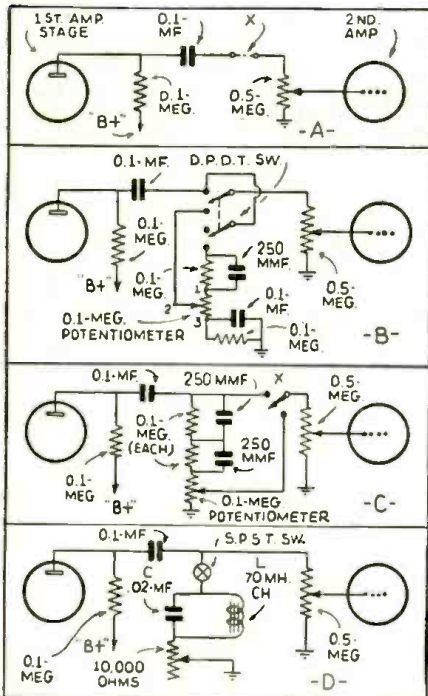 1 ST. AMP.
STAGE
0.1-
MF
X
2 ND.
AMP.
D.1-
MEG.
"B+"
0.5-
MEG.
-A-
0.1-MF.
D.P.D.T. SW.
0.1-
MEG.
"B+"
0.1-
MEG.
250
MMF.
1
2
3
0.1-MEG.
POTENTIOMETER
0.1-
MF
0.1-
MEG.
0.5-
MEG.
-B-
0.1-MF.
250 MMF.
X
0.5-
MEG.
0.1-
MEG.
(EACH)
250
MMF
0.1-
MEG
"B+"
0.1-MEG
POTENTIOMETER
-C-
0.1-MF
S.P.S.T. SW.
C
.02-MF
L
70 MH.
CH
0.1-
MEG
"B+"
10,000
OHMS
0.5-
MEG
-D-